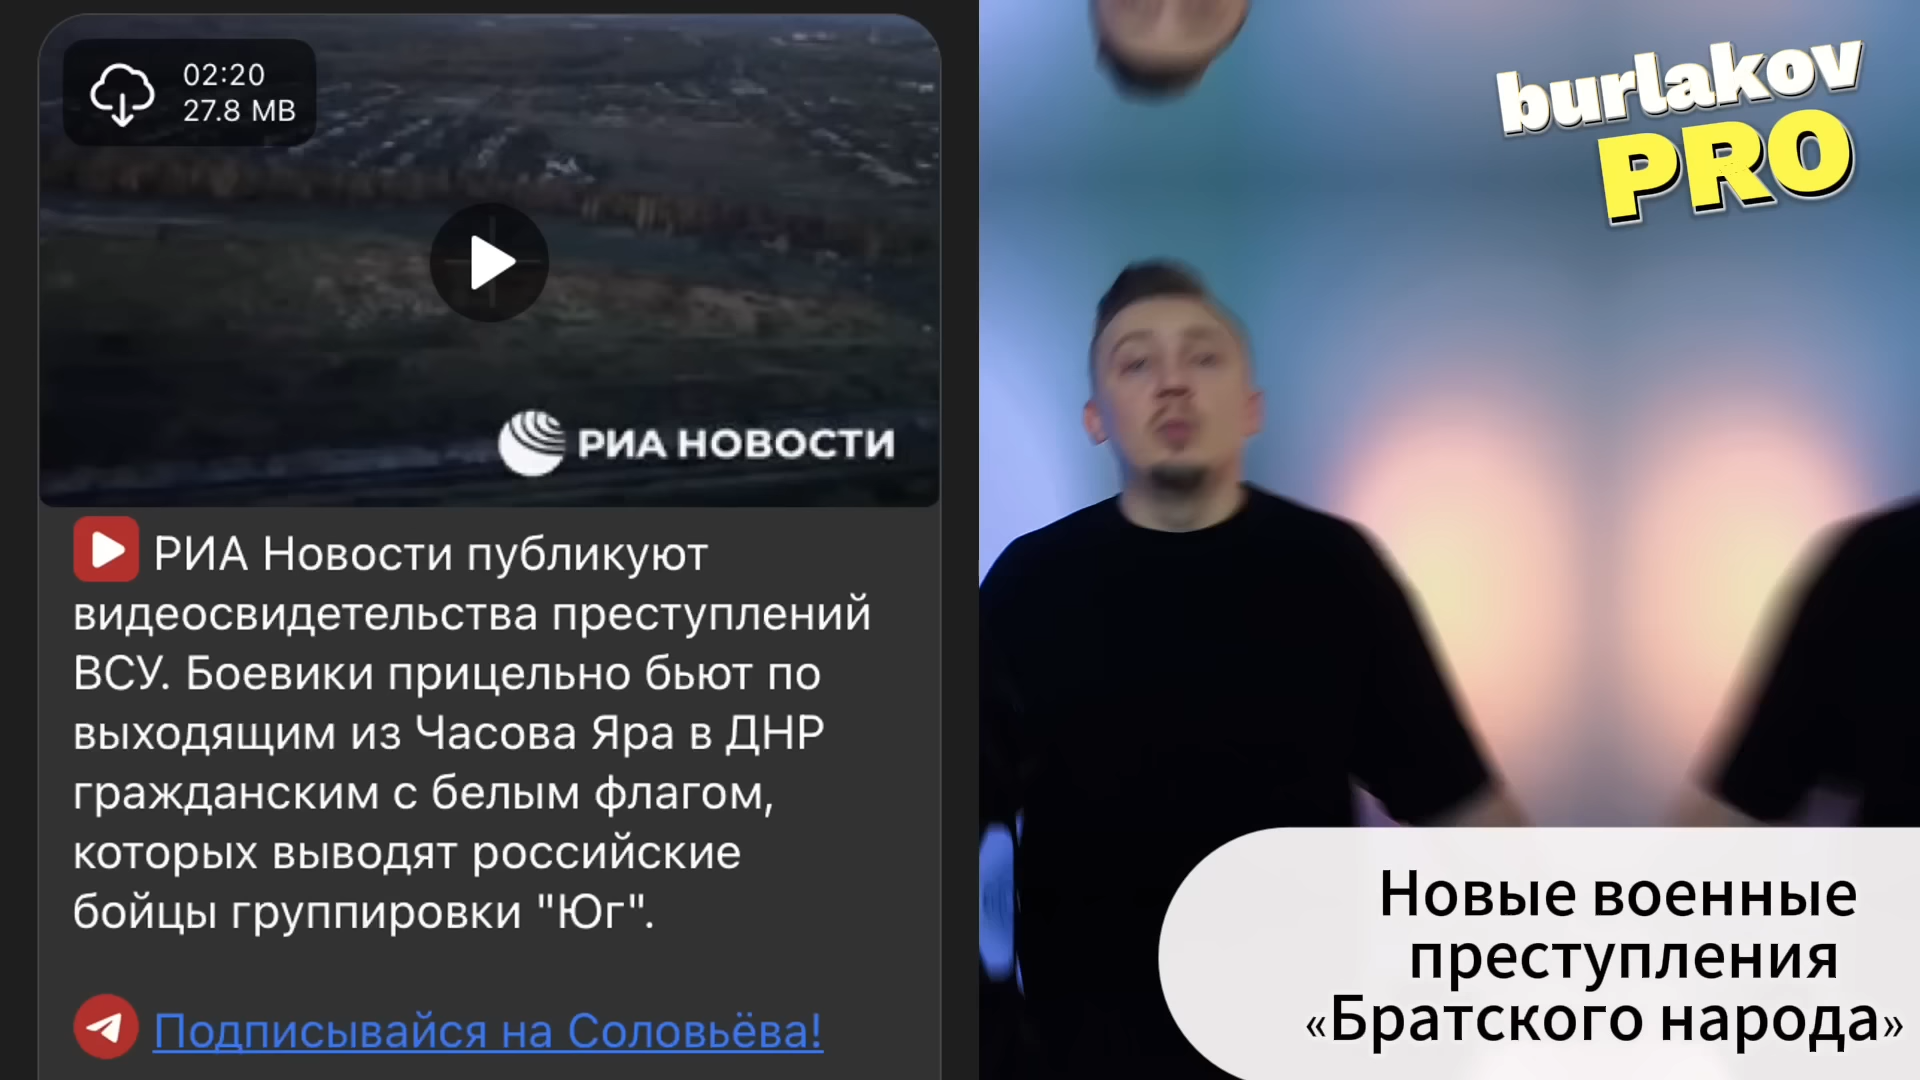 02:20
27.8 MB
РИА НОВОСТИ
РИА Новости публикуют
видеосвидетельства преступлений
ВСУ. Боевики прицельно бьют по
выходящим из Часова Яра в ДНР
гражданским с белым флагом,
которых выводят российские
бойцы группировки "Юг".
Подписывайся на Соловьёва!
burlakov
PRO
Новые военные
преступления
«Братского народа»